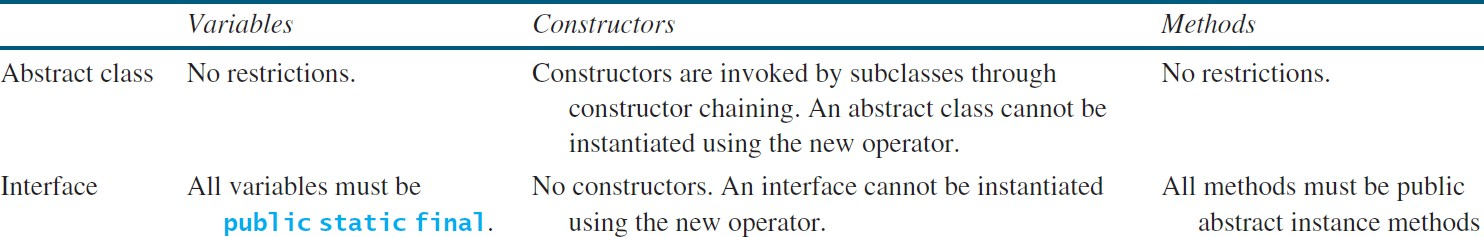 Variables Constructors Methods
Abstract class No restrictions. Constructors are invoked by subclasses through No restrictions.
constructor chaining. An abstract class cannot be
instantiated using the new operator.
Interface All variables must be No constructors. An interface cannot be instantiated All methods must be public
public static final. using the new operator. abstract instance methods